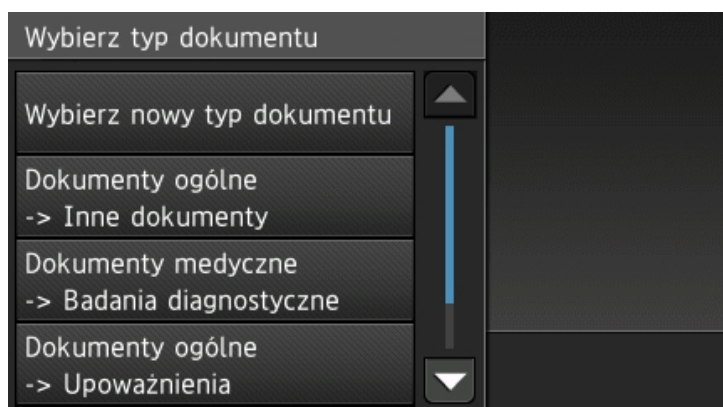 Wybierz typ dokumentu
Wybierz nowy typ dokumentu
Dokumenty ogólne
-> Inne dokumenty
Dokumenty medyczne
-> Badania diagnostyczne
Dokumenty ogólne
-> Upoważnienia